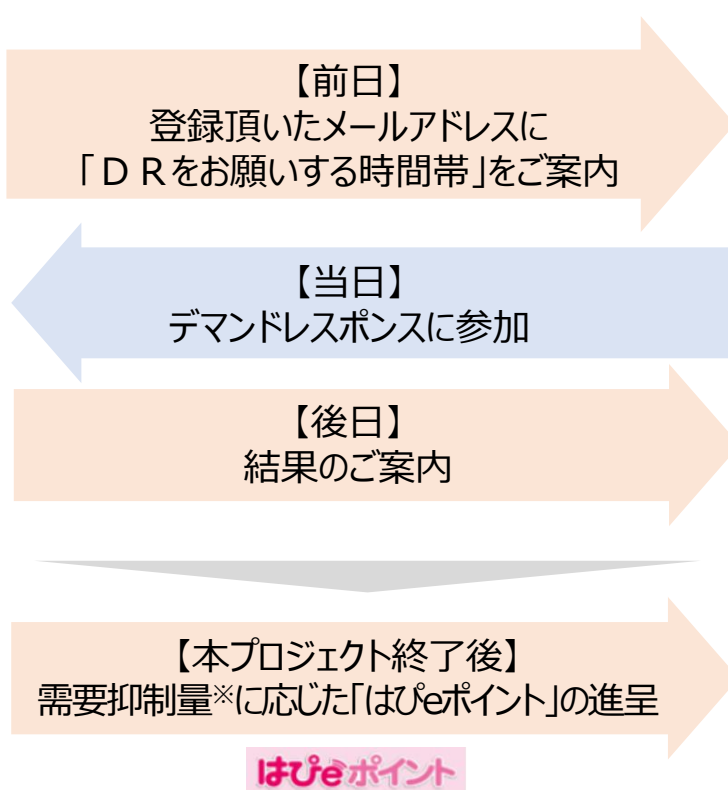 【前日】
登録頂いたメールアドレスに
「ＤＲをお願いする時間帯」をご案内
【当日】
デマンドレスポンスに参加
【後日】
結果のご案内
【本プロジェクト終了後】
需要抑制量※に応じた「はぴeポイント」の進呈
はぴeポイント